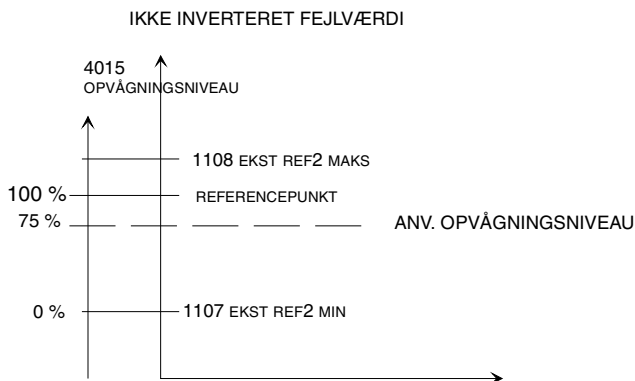 IKKE INVERTERET FEJLVÆRDI
4015
OPVÅGNINGSNIVEAU
1108 EKST REF2 MAKS
100 % REFERENCEPUNKT
75 % ANV. OPVÅGNINGSNIVEAU
0 % 1107 EKST REF2 MIN